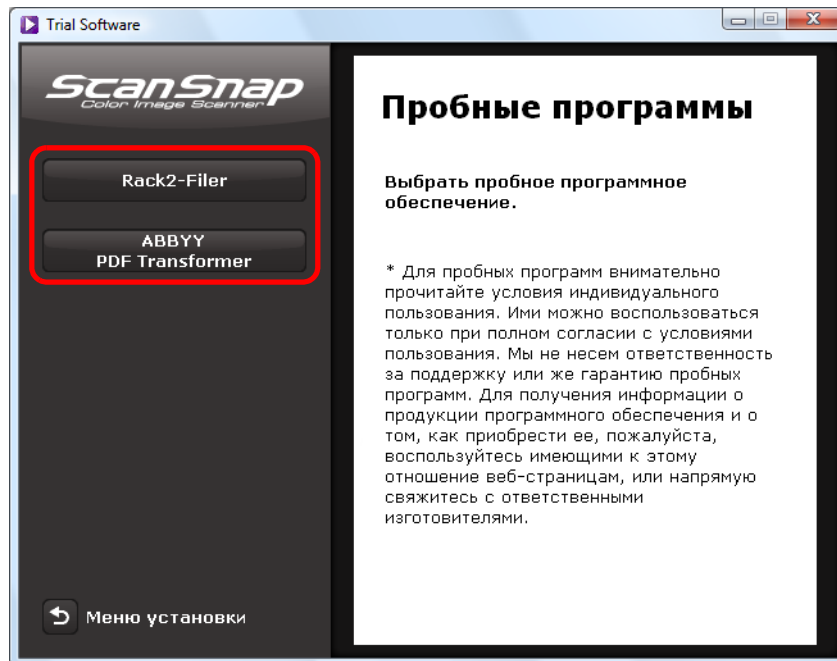 Trial Software
ScanSnap
Color Image Scanner
Rack2-Filer
ABBYY
PDF Transformer
Меню установки
Пробные программы
Выбрать пробное программное
обеспечение.
* Для пробных программ внимательно
прочитайте условия индивидуального
пользования. Ими можно воспользоваться
только при полном согласии с условиями
пользования. Мы не несем ответственность
за поддержку или же гарантию пробных
программ. Для получения информации о
продукции программного обеспечения и о
том, как приобрести ее, пожалуйста,
воспользуйтесь имеющими к этому
отношение веб-страницам, или напрямую
свяжитесь с ответственными
изготовителями.